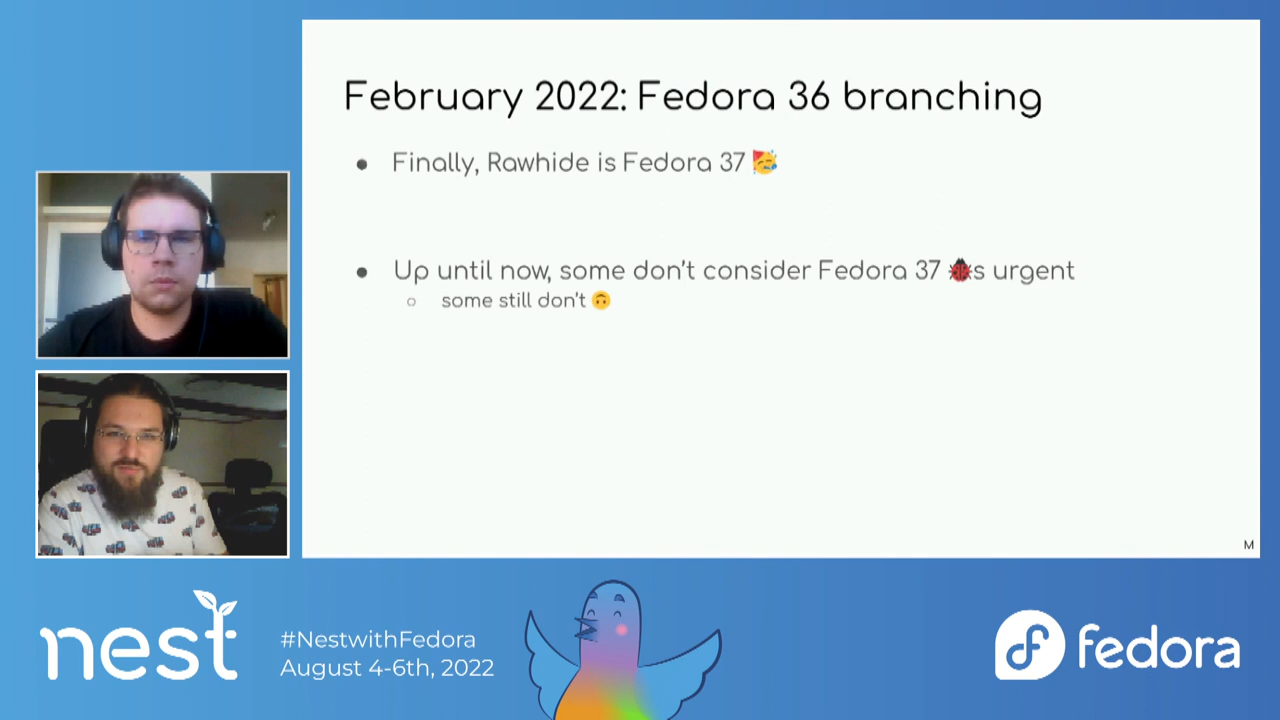 February 2022: Fedora 36 branching
● Finally, Rawhide is Fedora 37 🥳
● Up until now, some don't consider Fedora 37 🐞s urgent
○ some still don't 🙃
M
nest
#NestwithFedora
August 4-6th, 2022
fedora